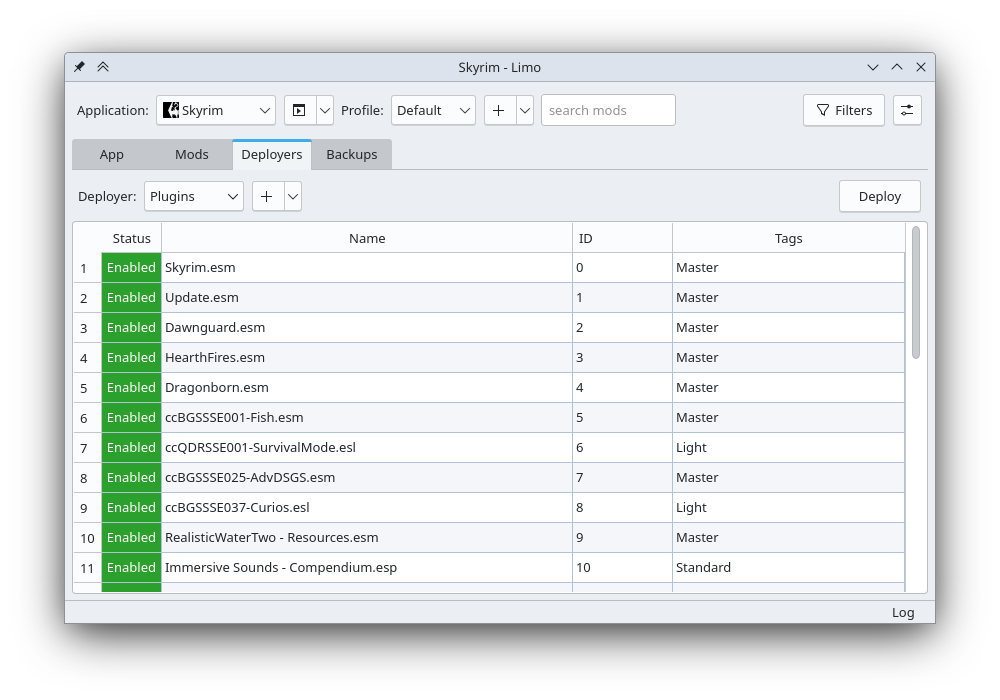 Skyrim - Limo
Application: Skyrim Profile: Default search mods Filters
App Mods Deployers Backups
Deployer: Plugins Deploy
Status Name ID Tags
1 Enabled Skyrim.esm 0 Master
2 Enabled Update.esm 1 Master
3 Enabled Dawnguard.esm 2 Master
4 Enabled HearthFires.esm 3 Master
5 Enabled Dragonborn.esm 4 Master
6 Enabled ccBGSSSE001-Fish.esm 5 Master
7 Enabled ccQDRSSE001-SurvivalMode.esl 6 Light
8 Enabled ccBGSSSE025-AdvDSGS.esm 7 Master
9 Enabled ccBGSSSE037-Curios.esl 8 Light
10 Enabled RealisticWaterTwo - Resources.esm 9 Master
11 Enabled Immersive Sounds - Compendium.esp 10 Standard
Log